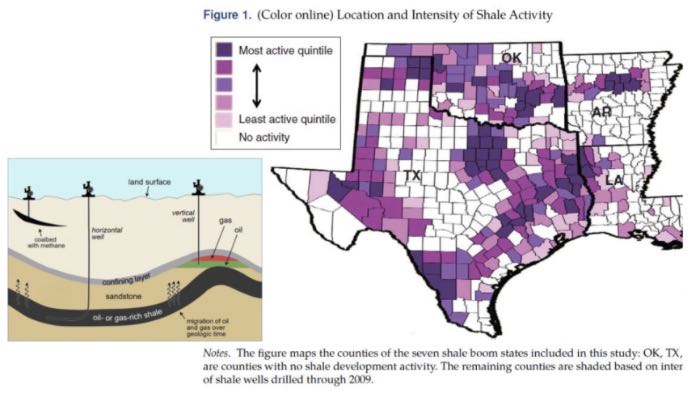 Figure 1. (Color online) Location and Intensity of Shale Activity
Most active quintile
Least active quintile
No activity
OK
AR
TX
LA
land surface
coalbed
with methane
horizontal
well
vertical
well
gas
oil
confining layer
sandstone
oil- or gas-rich shale
migration of oil
and gas over
geologic time
Notes. The figure maps the counties of the seven shale boom states included in this study: OK, TX,
are counties with no shale development activity. The remaining counties are shaded based on inter
of shale wells drilled through 2009.